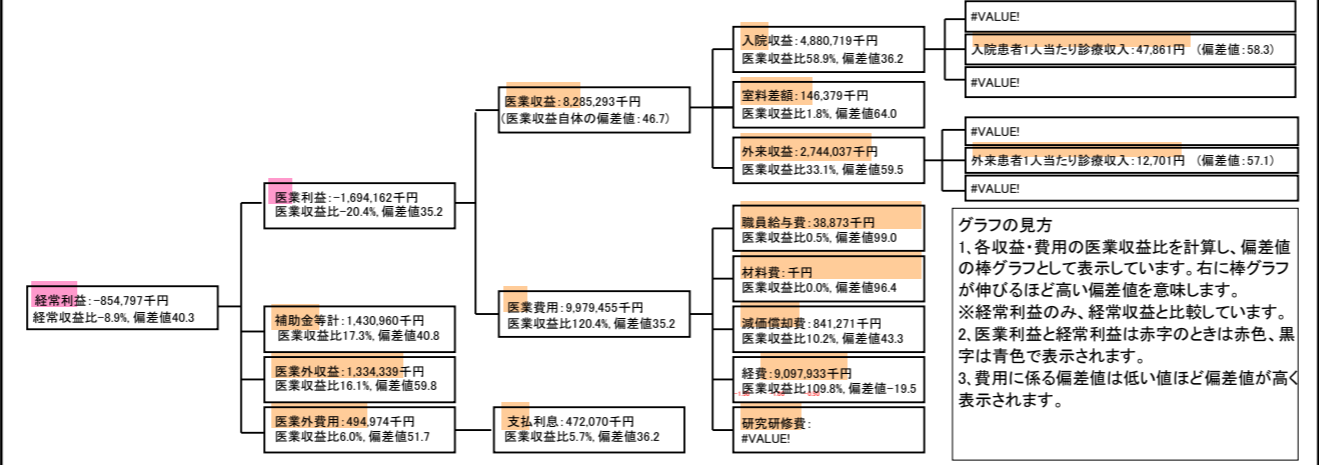 #VALUE!
入院患者1人当たり診療収入：47,861円 （偏差値：58.3）
#VALUE!
入院収益：4,880,719千円
医業収益比58.9%, 偏差値36.2
室料差額：146,379千円
医業収益比1.8%, 偏差値64.0
外来収益：2,744,037千円
医業収益比33.1%, 偏差値59.5
#VALUE!
外来患者1人当たり診療収入：12,701円 （偏差値：57.1）
#VALUE!
医業収益：8,285,293千円
（医業収益自体の偏差値：46.7）
医業利益：-1,694,162千円
医業収益比-20.4%, 偏差値35.2
経常利益：-854,797千円
経常収益比-8.9%, 偏差値40.3
補助金等計：1,430,960千円
医業収益比17.3%, 偏差値40.8
医業外収益：1,334,339千円
医業収益比16.1%, 偏差値59.8
医業外費用：494,974千円
医業収益比6.0%, 偏差値51.7
支払利息：472,070千円
医業収益比5.7%, 偏差値36.2
医業費用：9,979,455千円
医業収益比120.4%, 偏差値35.2
職員給与費：38,873千円
医業収益比0.5%, 偏差値99.0
材料費：千円
医業収益比0.0%, 偏差値96.4
減価償却費：841,271千円
医業収益比10.2%, 偏差値43.3
経費：9,097,933千円
医業収益比109.8%, 偏差値-19.5
研究研修費：
#VALUE!
グラフの見方
1、各収益・費用の医業収益比を計算し、偏差値
の棒グラフとして表示しています。右に棒グラフ
が伸びるほど高い偏差値を意味します。
※経常利益のみ、経常収益と比較しています。
2、医業利益と経常利益は赤字のときは赤色、黒
字は青色で表示されます。
3、費用に係る偏差値は低い値ほど偏差値が高く
表示されます。